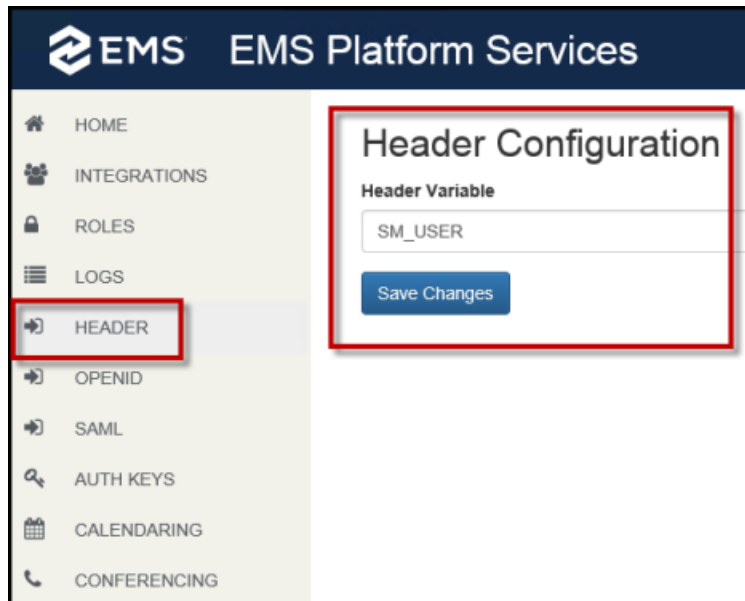 EMS EMS Platform Services
HOME
INTEGRATIONS
ROLES
LOGS
HEADER
OPENID
SAML
AUTH KEYS
CALENDARING
CONFERENCING
Header Configuration
Header Variable
SM_USER
Save Changes